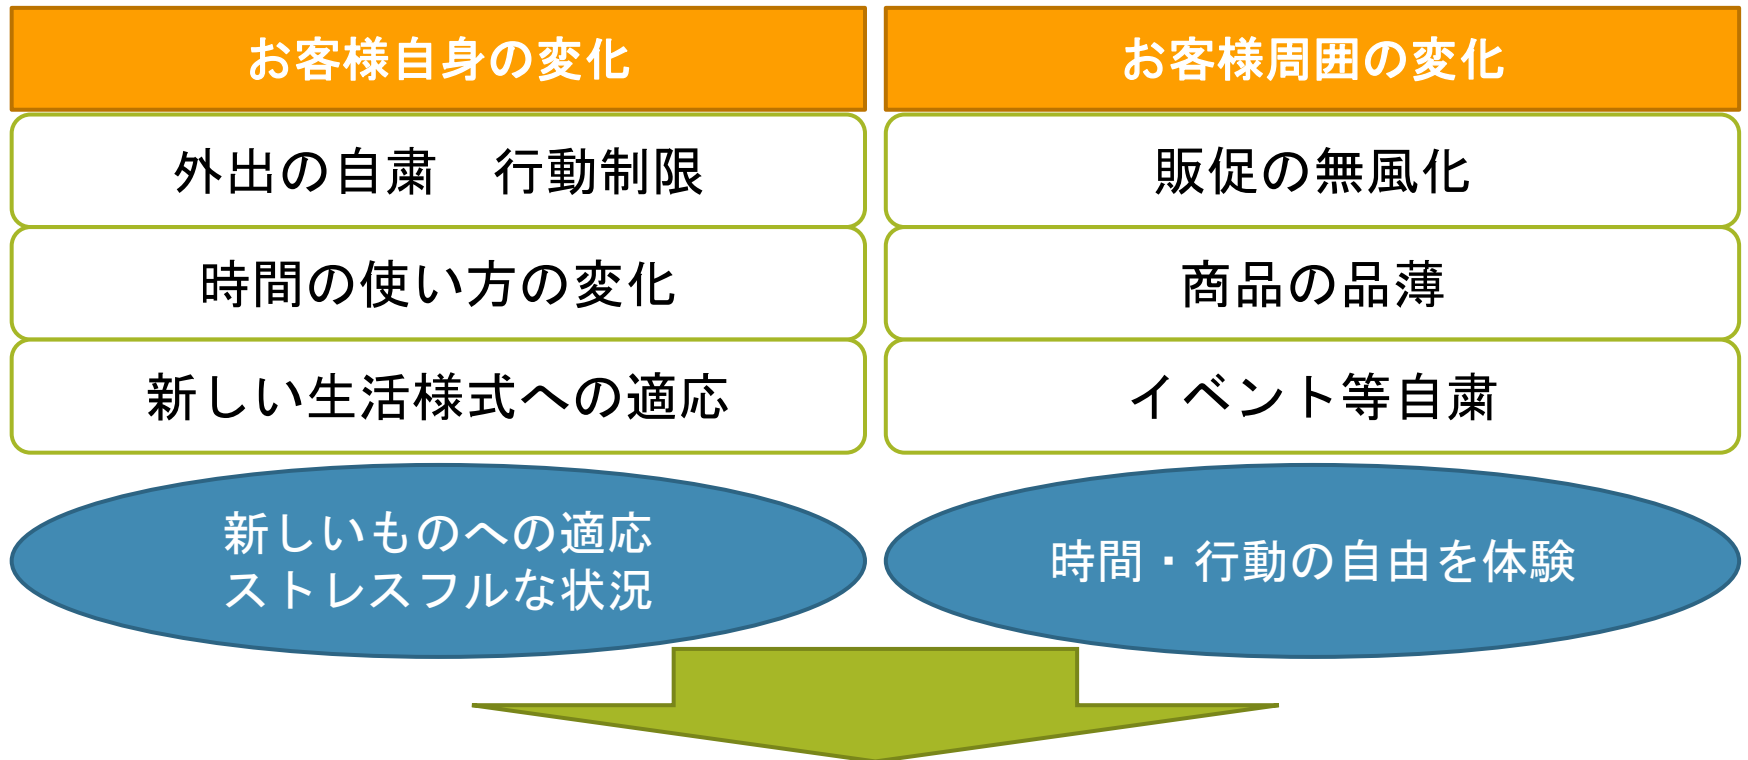 お客様自身の変化
外出の自粛　行動制限
時間の使い方の変化
新しい生活様式への適応
新しいものへの適応
ストレスフルな状況
お客様周囲の変化
販促の無風化
商品の品薄
イベント等自粛
時間・行動の自由を体験